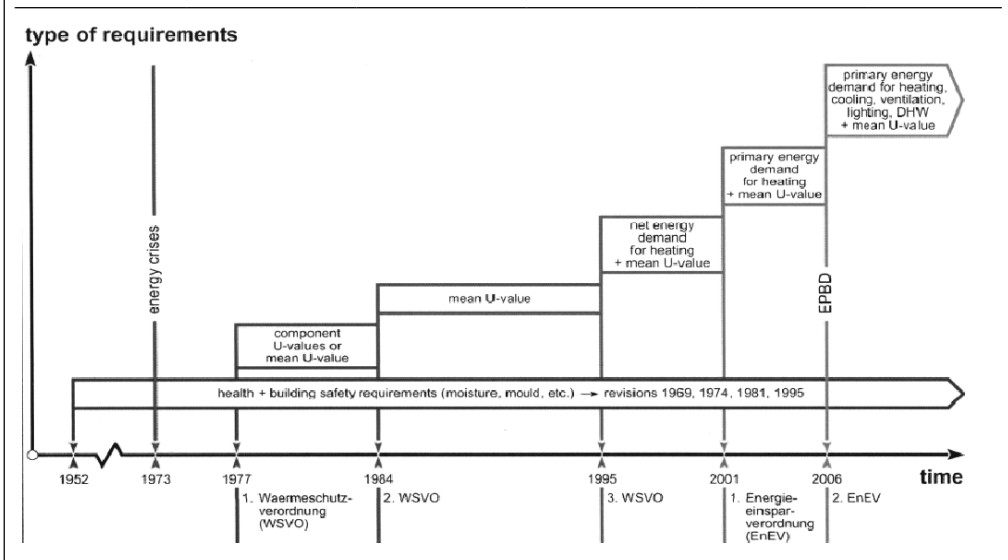 type of requirements
primary energy
demand for heating,
cooling, ventilation,
lighting, DHW
+ mean U-value
primary energy
demand
for heating
+ mean U-value
net energy
demand
for heating
+ mean U-value
energy crises
EPBD
mean U-value
component
U-values or
mean U-value
health + building safety requirements (moisture, mould, etc.) → revisions 1969, 1974, 1981, 1995
1952 1973 1977 1984 1995 2001 2006 time
1. Waermeschutz-
verordnung
(WSVO)
2. WSVO
3. WSVO
1. Energie-
einspar-
verordnung
(EnEV)
2. EnEV